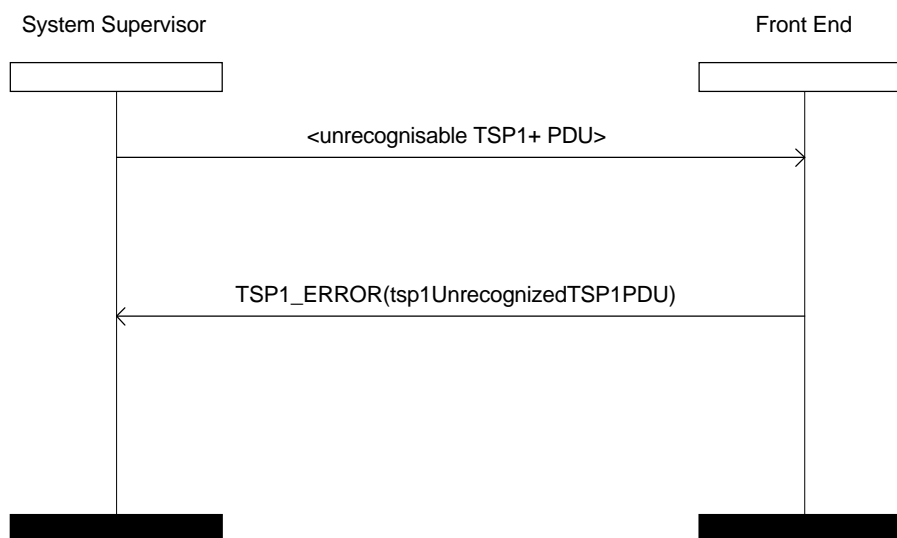 System Supervisor
Front End
<unrecognisable TSP1+ PDU>
TSP1_ERROR(tsp1UnrecognizedTSP1PDU)